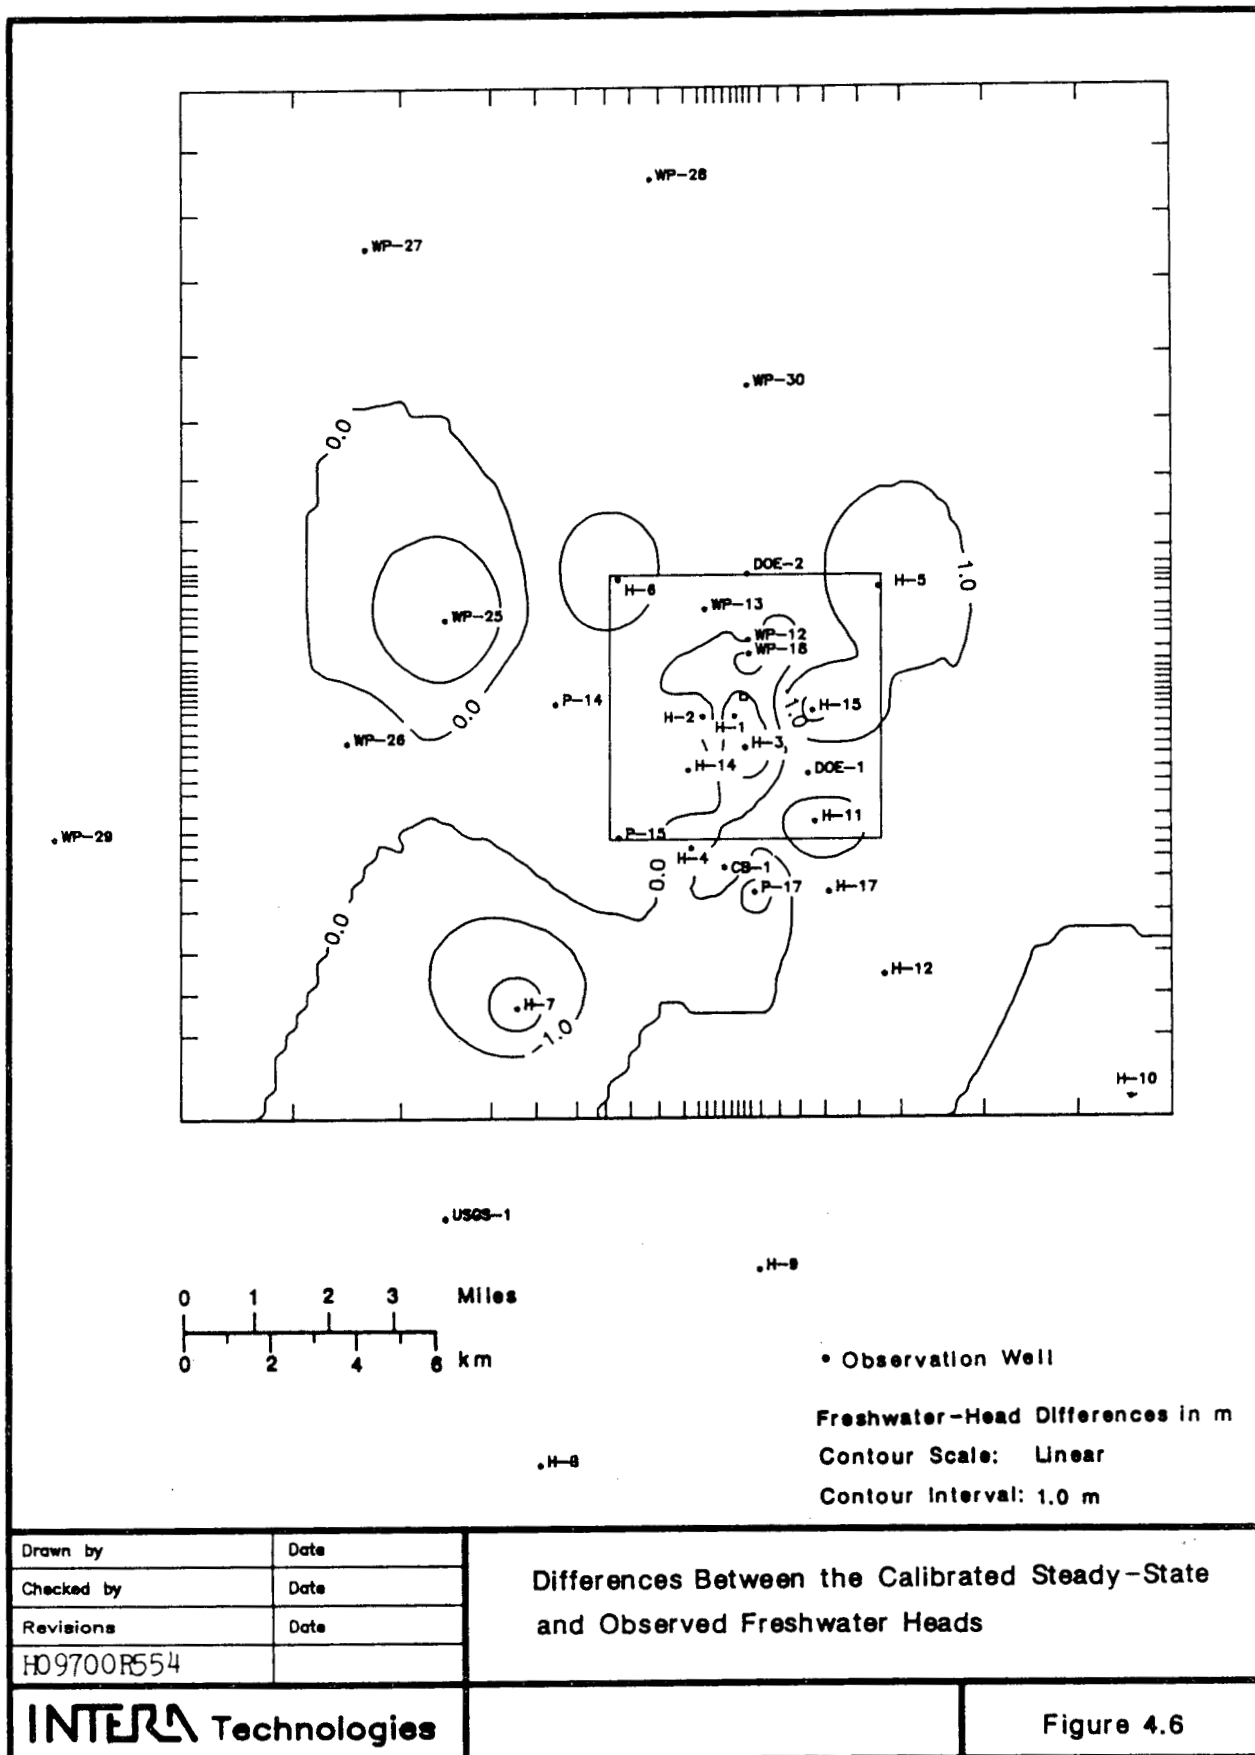 WP-28
WP-27
WP-30
0.0
DOE-2
H-6
H-5
1.0
WP-13
WP-25
WP-12
WP-18
P-14
0.0
H-2
H-1
1.0
H-15
WP-26
H-3
H-14
DOE-1
H-11
WP-29
P-15
H-4
CB-1
0.0
P-17
H-17
0.0
H-12
H-7
-1.0
H-10
USGS-1
H-9
0 1 2 3 Miles
0 2 4 6 km
• Observation Well
Freshwater-Head Differences in m
Contour Scale: Linear
Contour Interval: 1.0 m
H-8
Drawn by Date
Checked by Date
Revisions Date
H09700R554
Differences Between the Calibrated Steady-State
and Observed Freshwater Heads
INTERA Technologies
Figure 4.6